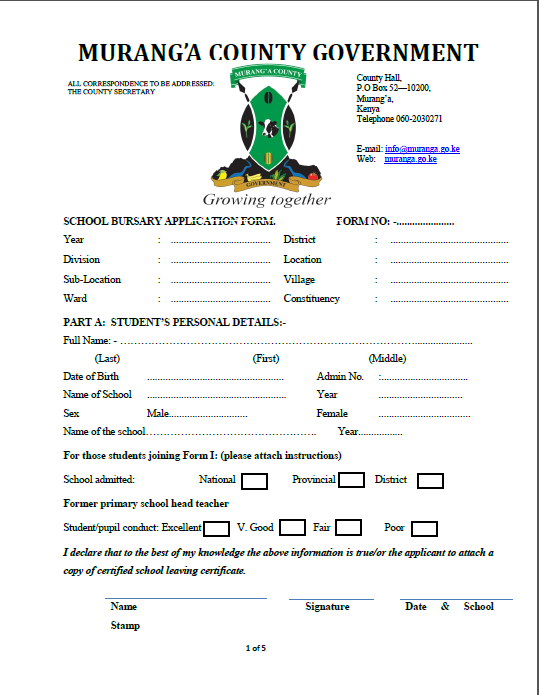 MURANG'A COUNTY GOVERNMENT
ALL CORRESPONDENCE TO BE ADDRESSED:
THE COUNTY SECRETARY
MURANG'A COUNTY
GOVERNMENT
Growing together
County Hall,
P.O Box 52—10200,
Murang'a,
Kenya
Telephone 060-2030271
E-mail: info@muranga.go.ke
Web: muranga.go.ke
SCHOOL BURSARY APPLICATION FORM. FORM NO: -......................
Year : .................................... District : ..........................................
Division : .................................... Location : ..........................................
Sub-Location : .................................... Village : ..........................................
Ward : .................................... Constituency : ..........................................
PART A: STUDENT'S PERSONAL DETAILS:-
Full Name: - ……………………………………………………………………......................
(Last) (First) (Middle)
Date of Birth ................................................. Admin No. :................................
Name of School ................................................. Year ...............................
Sex Male............................. Female .................................
Name of the school………………………………………. Year................
For those students joining Form I: (please attach instructions)
School admitted: National Provincial District
Former primary school head teacher
Student/pupil conduct: Excellent V. Good Fair Poor
I declare that to the best of my knowledge the above information is true/or the applicant to attach a
copy of certified school leaving certificate.
Name Signature Date & School
Stamp
1 of 5